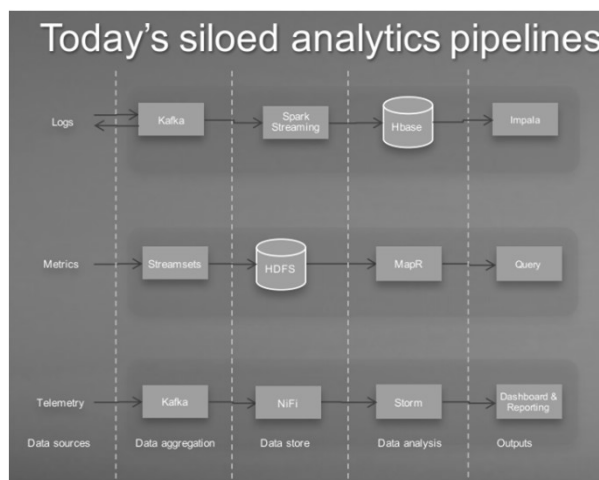 Today's siloed analytics pipelines
Logs
Kafka
Spark
Streaming
Hbase
Impala
Metrics
Streamsets
HDFS
MapR
Query
Telemetry
Kafka
NiFi
Storm
Dashboard &
Reporting
Data sources
Data aggregation
Data store
Data analysis
Outputs